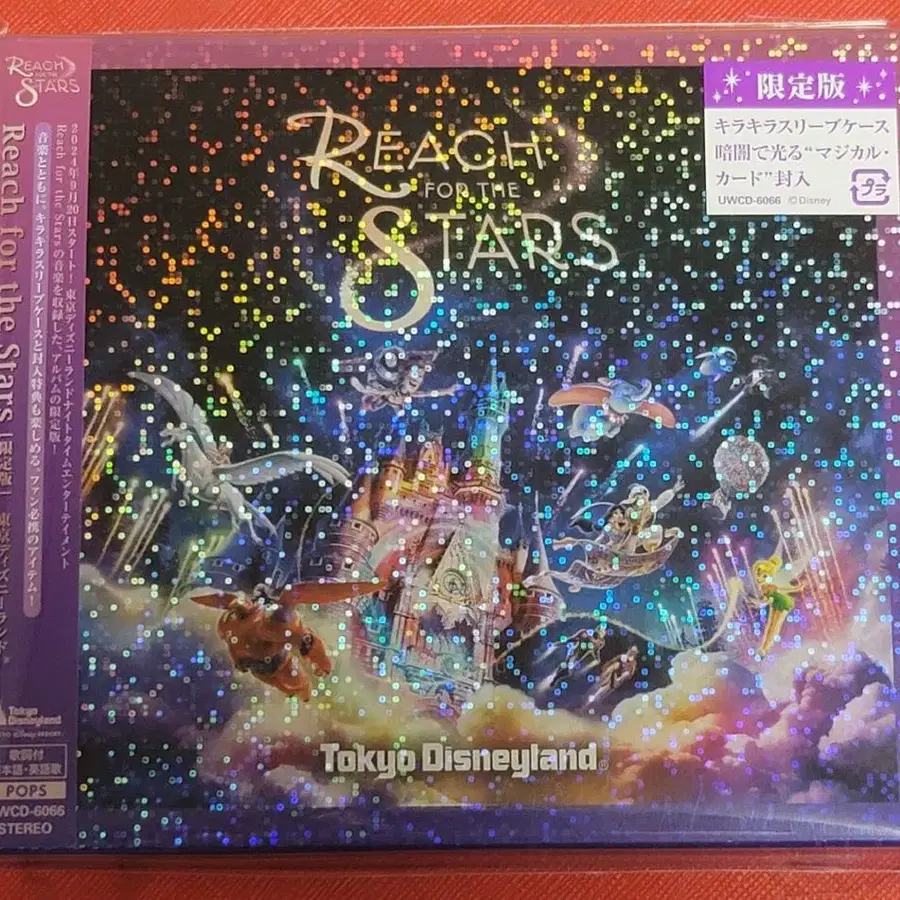 REACH
FOR THE
STARS
2024年9月20日スタート! 東京ディズニーランドナイトタイムエンターテイメント
Reach for the Starsの音楽を収録した、アルバムの限定版!
音楽とともに、キラキラスリーブケースと封入特典も楽しめる、ファン必携のアイテム!
Reach for the Stars [限定版] 東京ディズニーランド
Tokyo
Disneyland
歌詞付
本語・英語歌
POPS
WCD-6066
STEREO
REACH
FOR THE
STARS
限定版
キラキラスリーブケース
暗闇で光る“マジカル・
カード”封入
プラ
UWCD-6066 ©Disney
Tokyo Disneyland®